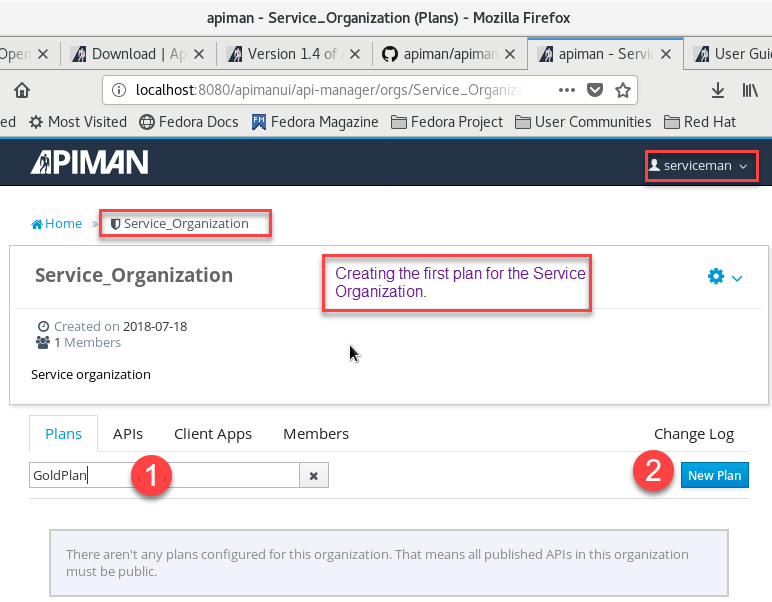 apiman - Service_Organization (Plans) - Mozilla Firefox
Open
Download | Ap
Version 1.4 of
apiman/apiman
apiman - Servi
User Gui
localhost:8080/apimanui/api-manager/orgs/Service_Organiza
ed Most Visited Fedora Docs Fedora Magazine Fedora Project User Communities Red Hat
APIMAN
serviceman
Home » Service_Organization
Service_Organization
Creating the first plan for the Service
Organization.
Created on 2018-07-18
1 Members
Service organization
Plans APIs Client Apps Members Change Log
GoldPlan 1 2 New Plan
There aren't any plans configured for this organization. That means all published APIs in this organization
must be public.